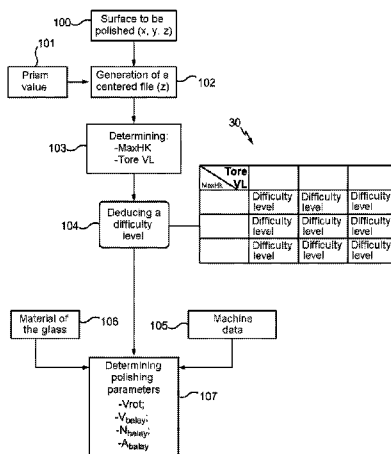 100
Surface to be
polished (x, y, z)
101
Prism
value
Generation of a
centered file (z)
102
103
Determining:
-MaxHK
-Tore VL
30
104
Deducing a
difficulty
level
Tore
VL
MaxHK
Difficulty level
Difficulty level
Difficulty level
Difficulty level
Difficulty level
Difficulty level
Difficulty level
Difficulty level
Difficulty level
Material of
the glass
106
105
Machine
data
Determining
polishing
parameters
-Vrot;
-Vbalay;
-Nbalay;
-Abalay
107